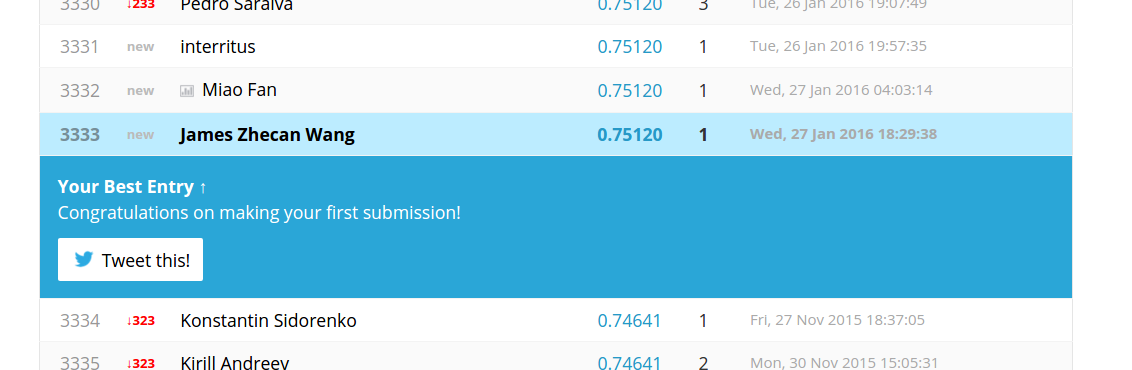 3330 ↓233 Pedro Saraiva 0.75120 3 Tue, 26 Jan 2016 19:07:49
3331 new interritus 0.75120 1 Tue, 26 Jan 2016 19:57:35
3332 new Miao Fan 0.75120 1 Wed, 27 Jan 2016 04:03:14
3333 new James Zhecan Wang 0.75120 1 Wed, 27 Jan 2016 18:29:38
Your Best Entry ↑
Congratulations on making your first submission!
Tweet this!
3334 ↓323 Konstantin Sidorenko 0.74641 1 Fri, 27 Nov 2015 18:37:05
3335 ↓323 Kirill Andreev 0.74641 2 Mon, 30 Nov 2015 15:05:31